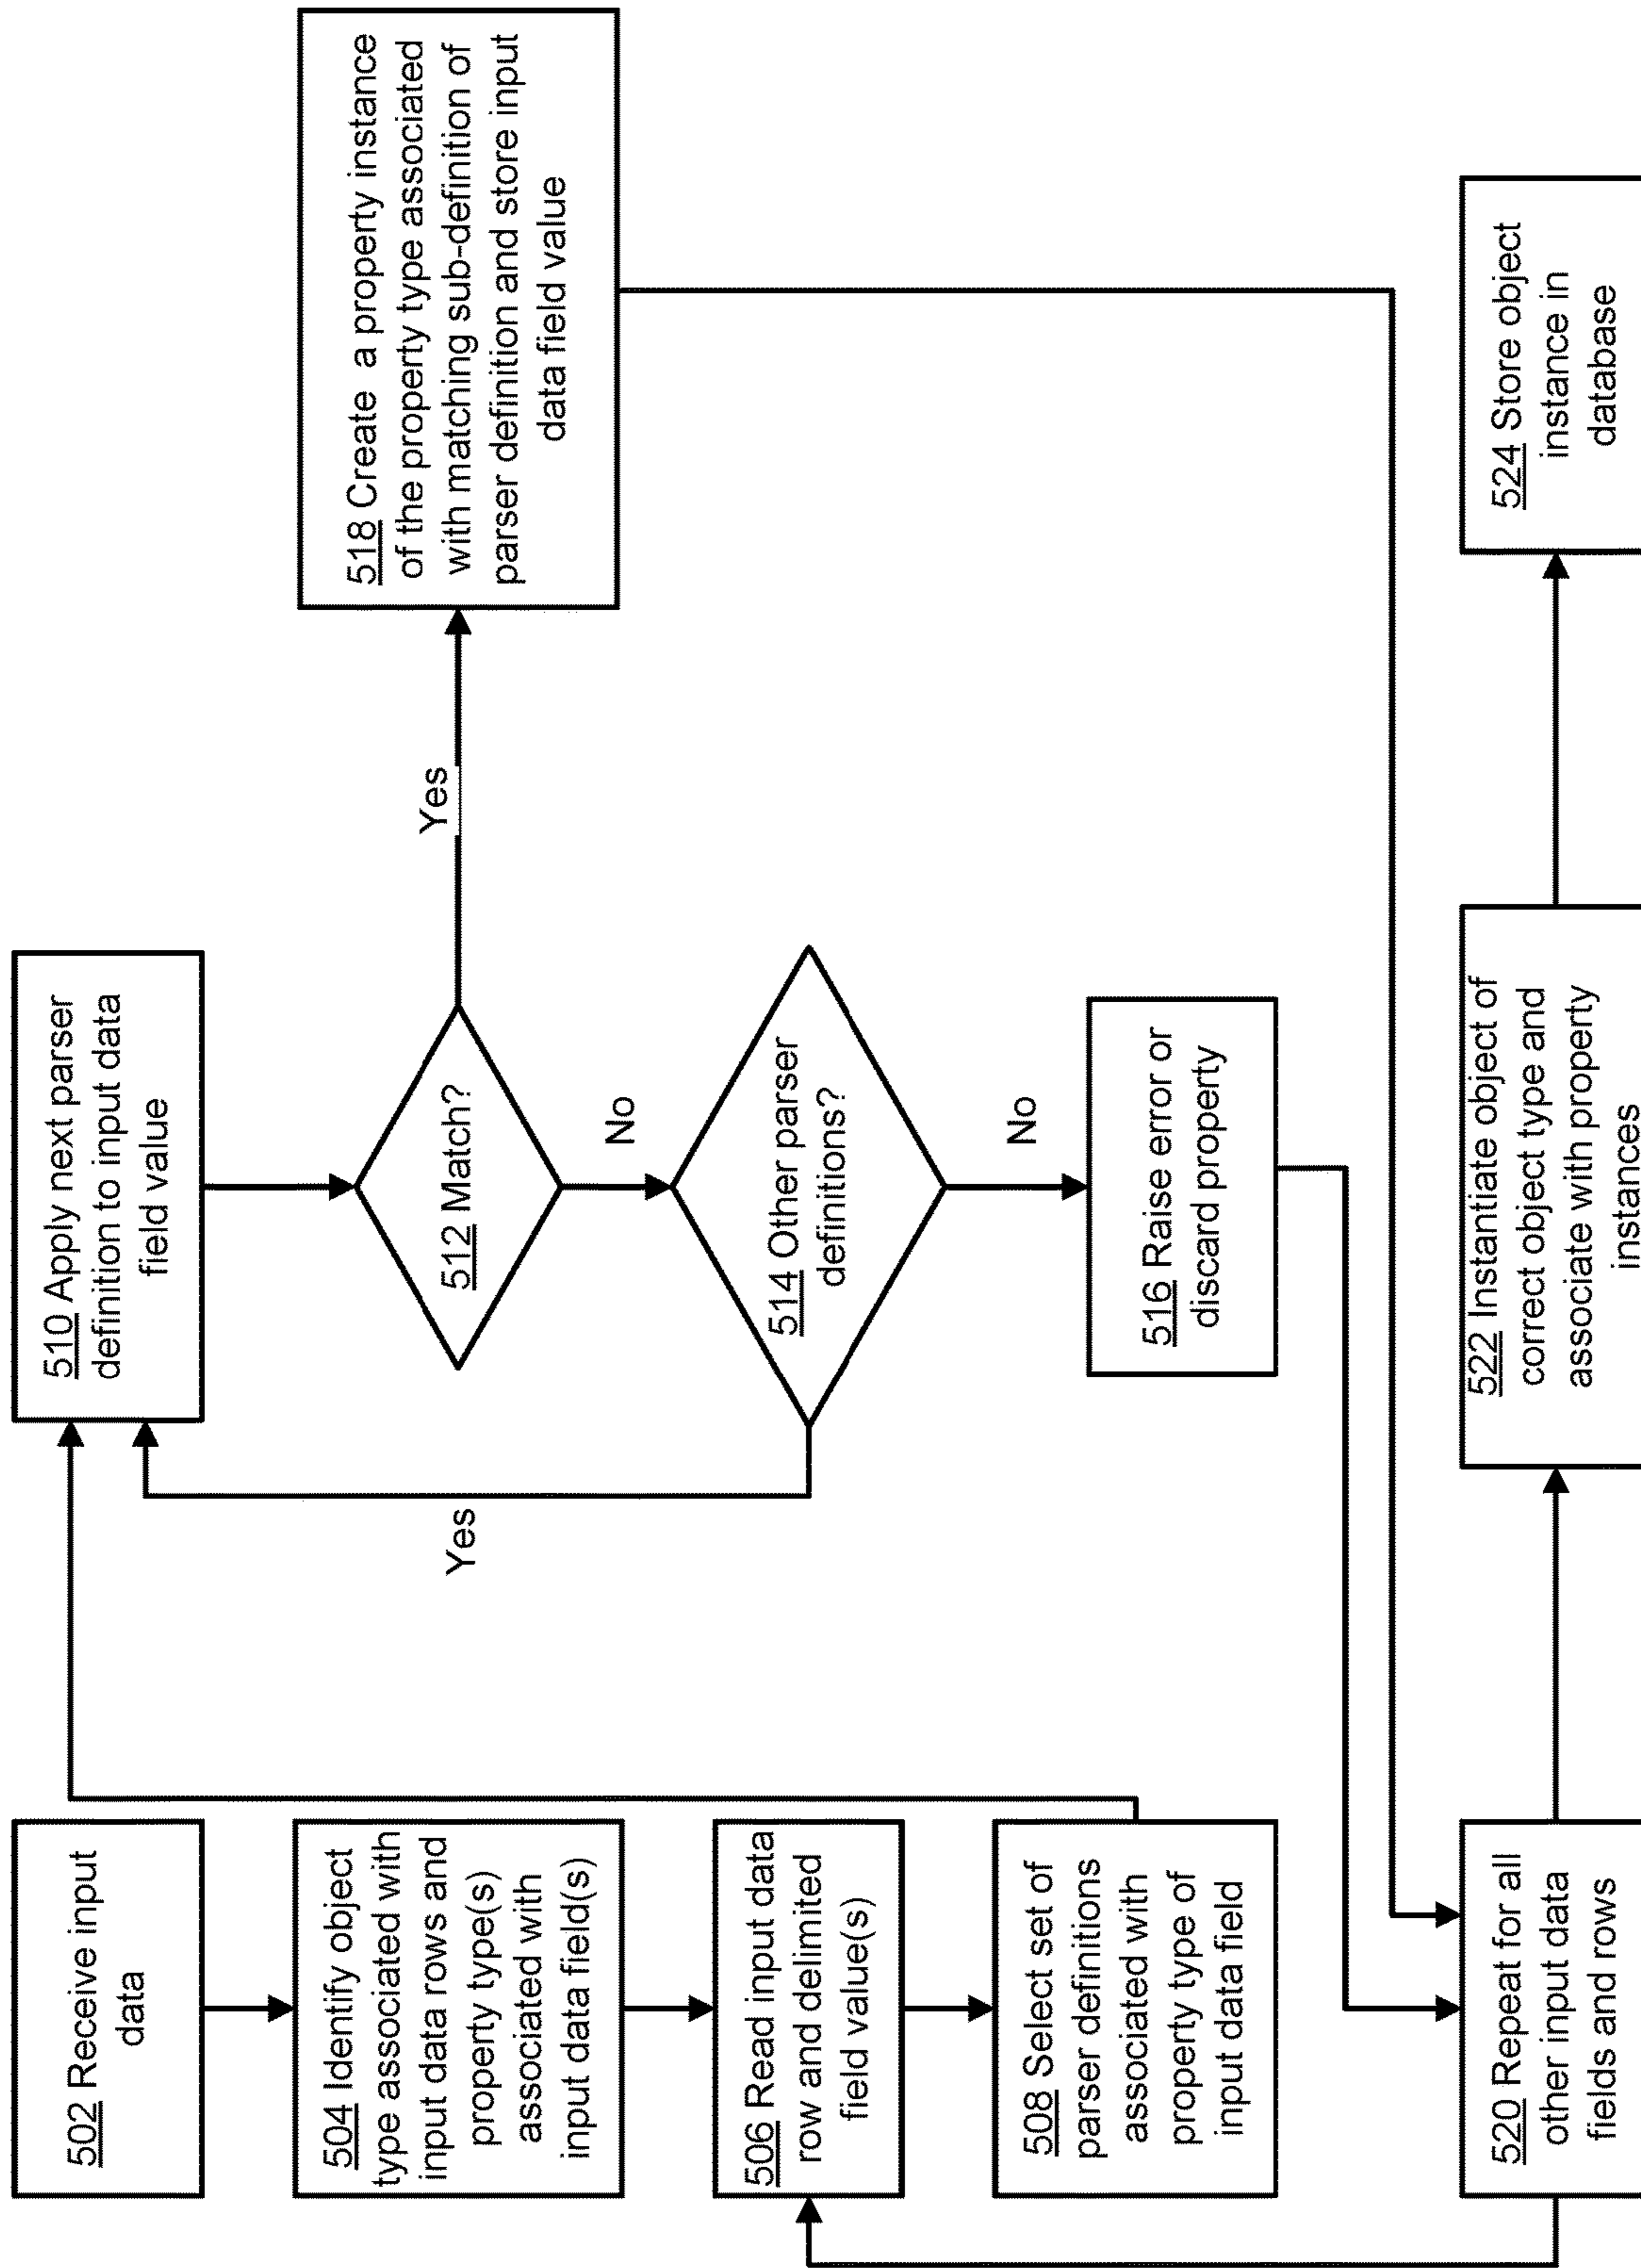 502 Receive input
data
504 Identify object
type associated with
input data rows and
property type(s)
associated with
input data field(s)
506 Read input data
row and delimited
field value(s)
508 Select set of
parser definitions
associated with
property type of
input data field
510 Apply next parser
definition to input data
field value
512 Match?
Yes
No
514 Other parser
definitions?
Yes
No
516 Raise error or
discard property
518 Create a property instance
of the property type associated
with matching sub-definition of
parser definition and store input
data field value
520 Repeat for all
other input data
fields and rows
522 Instantiate object of
correct object type and
associate with property
instances
524 Store object
instance in
database